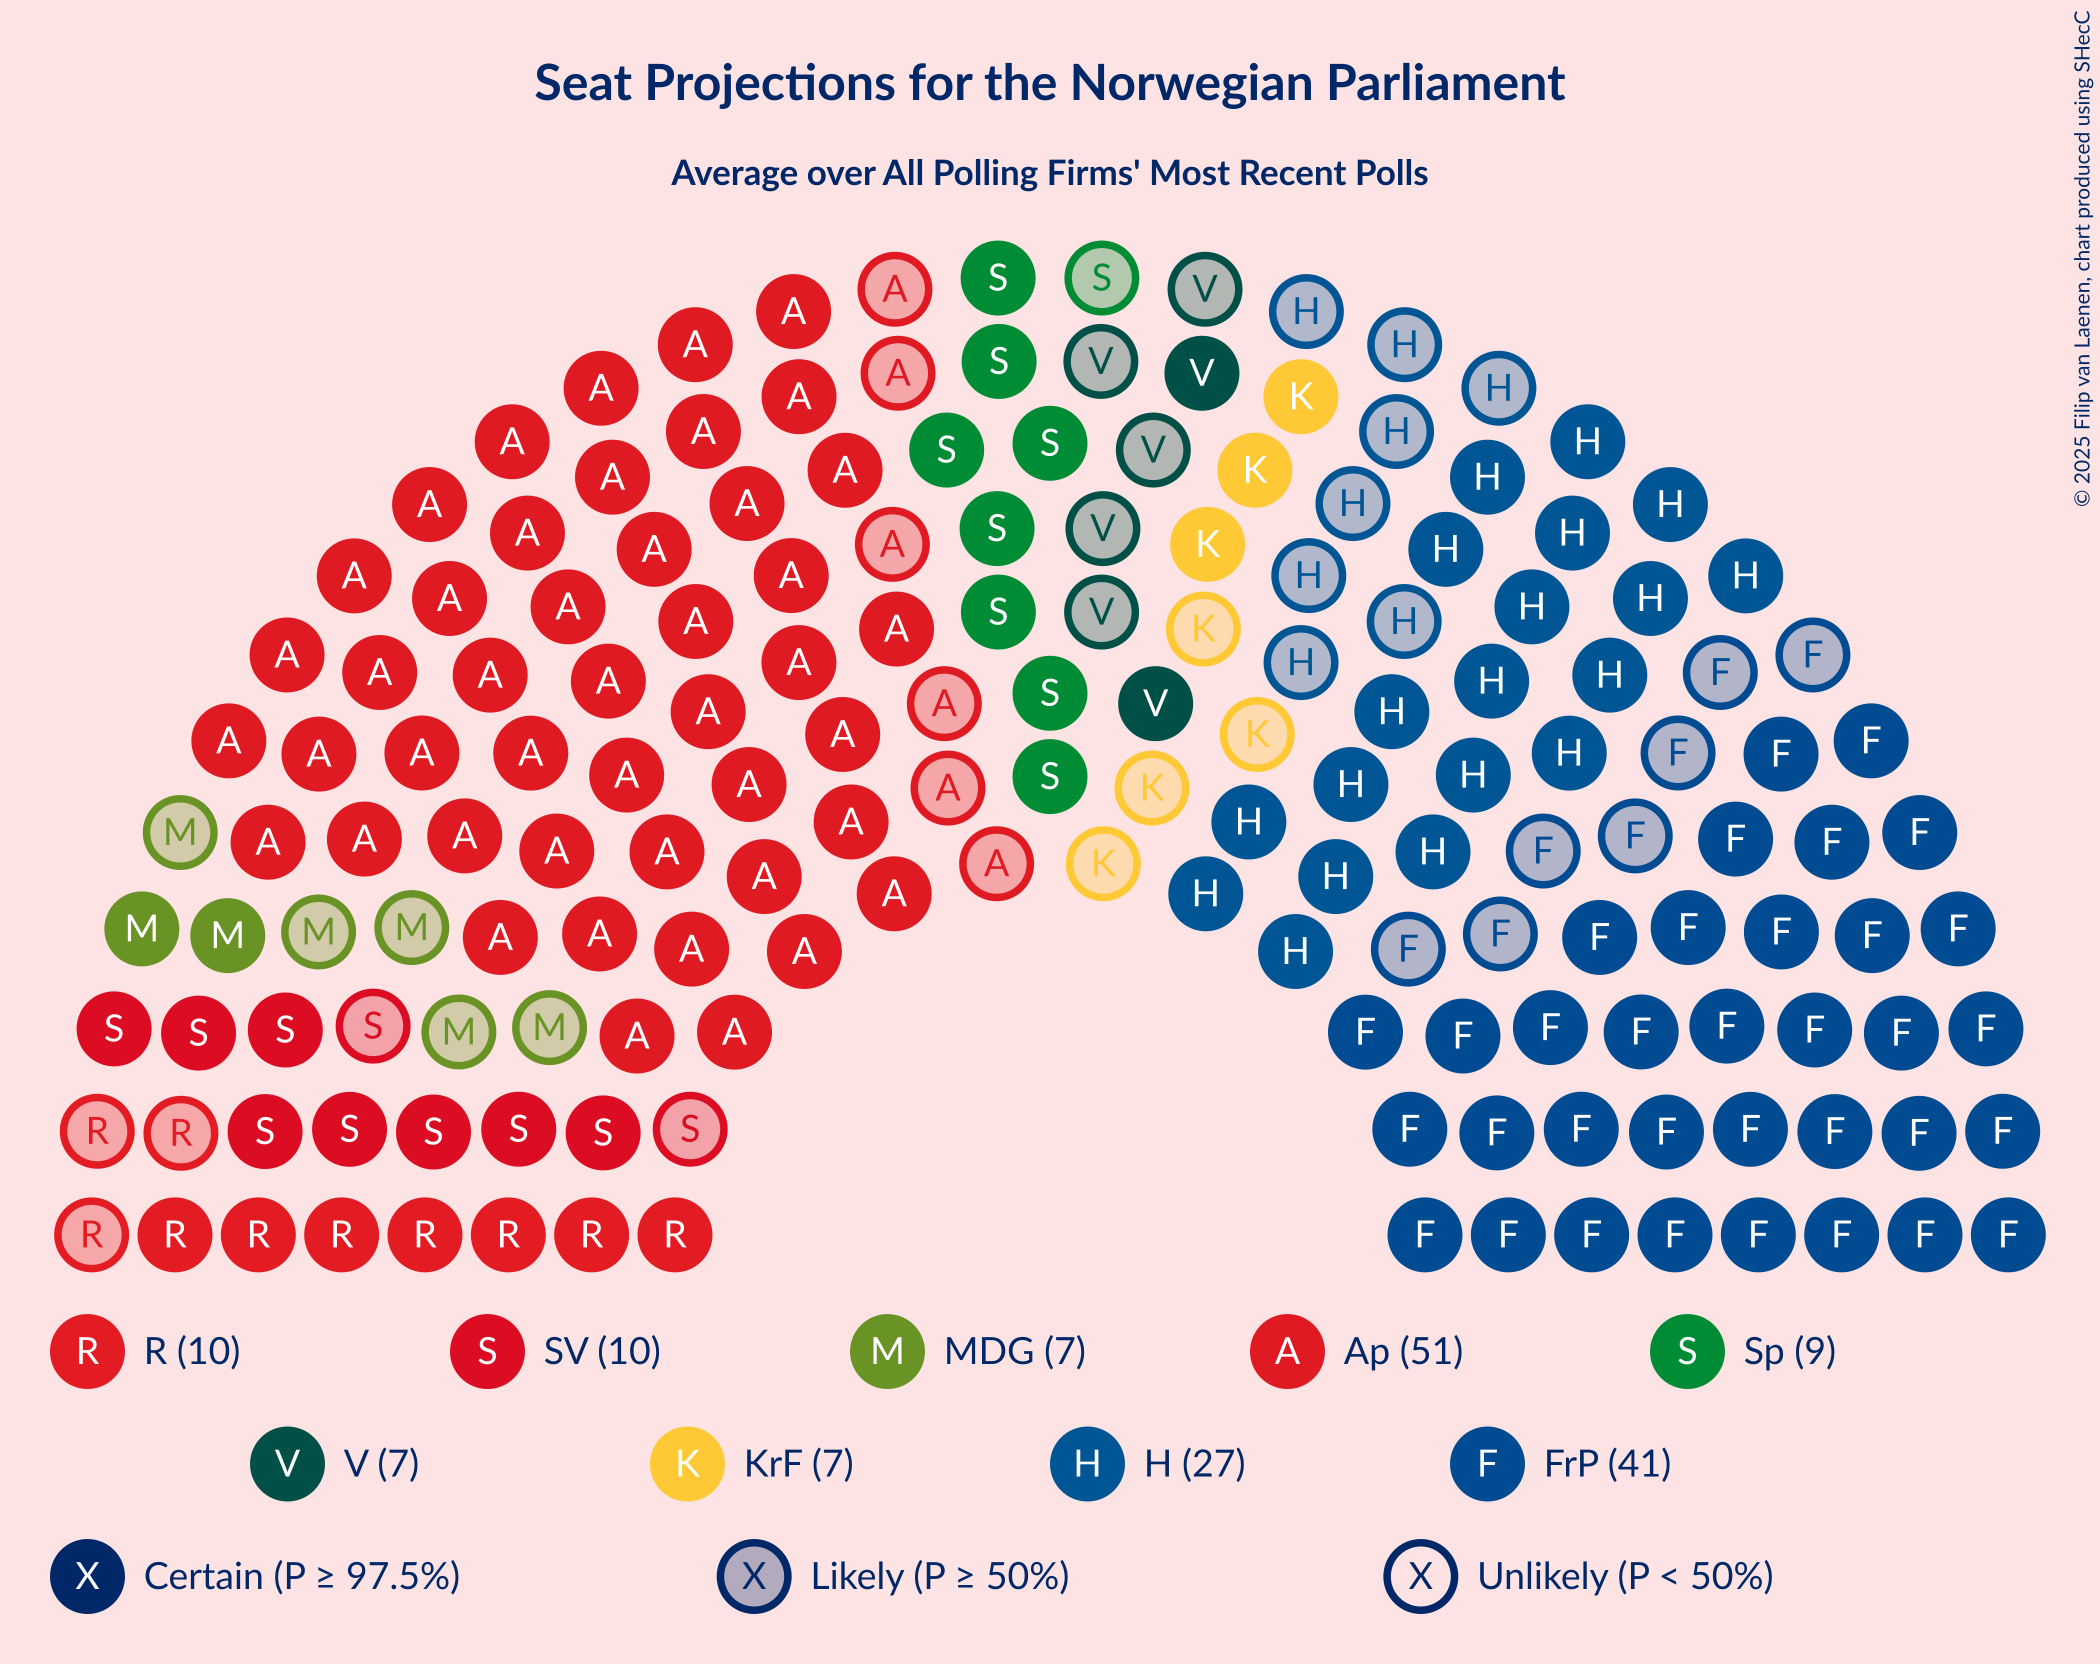 Seat Projections for the Norwegian Parliament
Average over All Polling Firms' Most Recent Polls
© 2025 Filip van Laenen, chart produced using SHecC
A S S V H
A A H
A S V V H
A A K H
A A A H
A S S V H
A A K H
A A A H H
A A S V K H H
A A A H H H
A A A S V K H H H
A A A H H F
A A A A S V K H H F
A A A A A K H H F F F
A A A A A S K H F F
M A A A A A H H F F F
A A A A A K H H F F
M M M M A A A A H F F F F F F F
S S S S M M A A F F F F F F F F
R R S S S S S S F F F F F F F F
R R R R R R R R F F F F F F F F
R R (10) S SV (10) M MDG (7) A Ap (51) S Sp (9)
V V (7) K KrF (7) H H (27) F FrP (41)
X Certain (P ≥ 97.5%) X Likely (P ≥ 50%) X Unlikely (P < 50%)